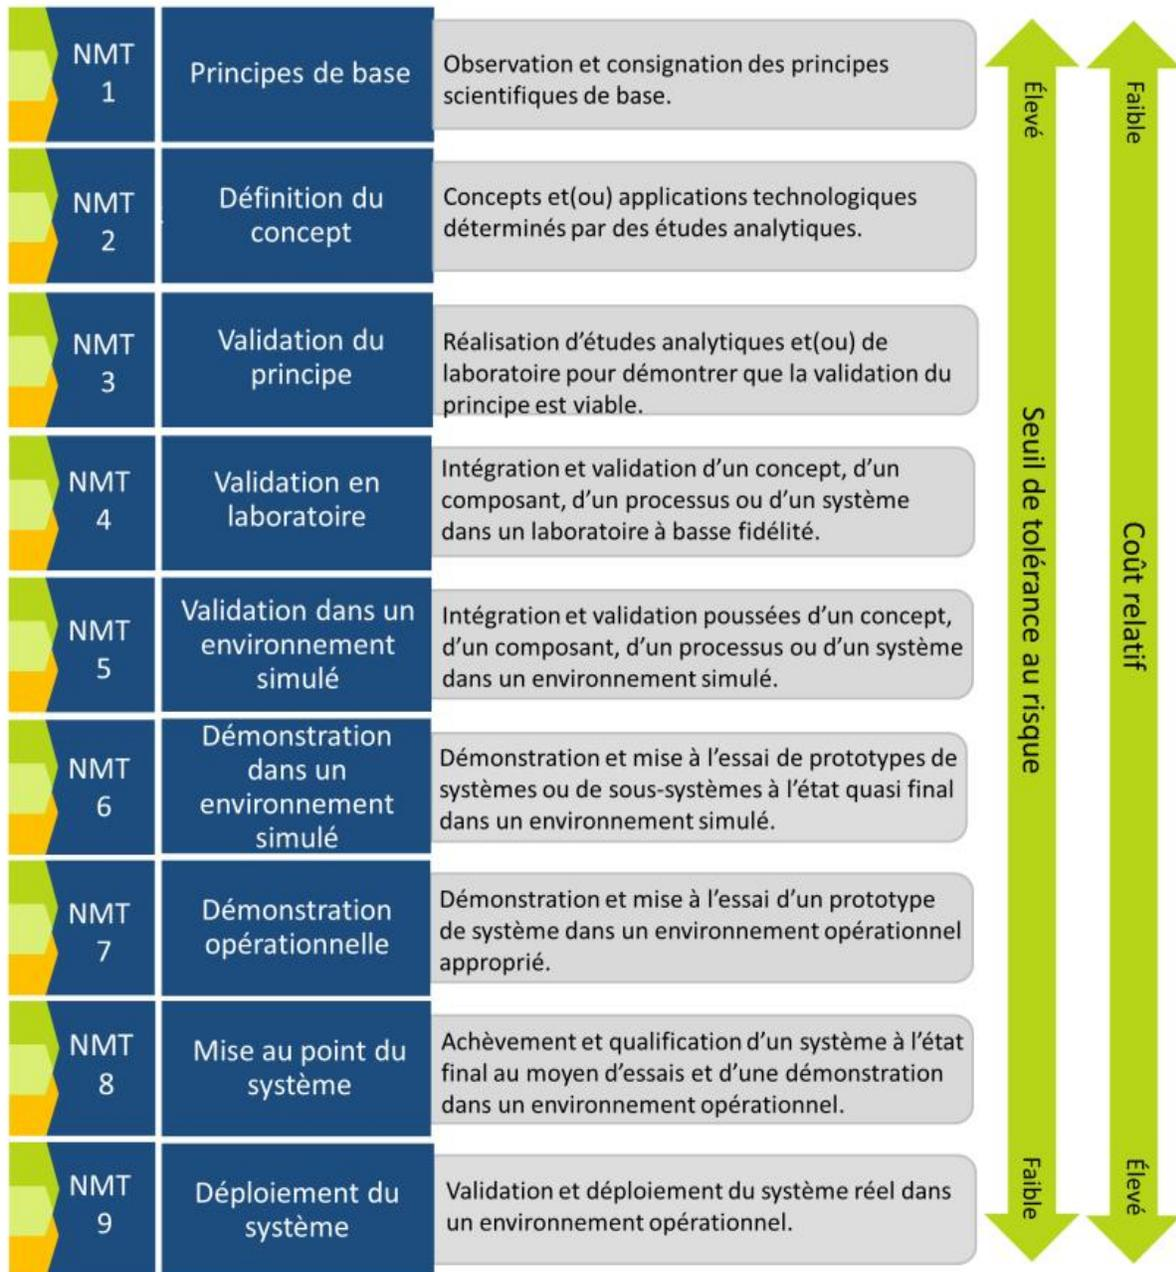 NMT
1
Principes de base
Observation et consignation des principes
scientifiques de base.
NMT
2
Définition du
concept
Concepts et(ou) applications technologiques
déterminés par des études analytiques.
NMT
3
Validation du
principe
Réalisation d’études analytiques et(ou) de
laboratoire pour démontrer que la validation du
principe est viable.
NMT
4
Validation en
laboratoire
Intégration et validation d’un concept, d’un
composant, d’un processus ou d’un système
dans un laboratoire à basse fidélité.
NMT
5
Validation dans un
environnement
simulé
Intégration et validation poussées d’un concept,
d’un composant, d’un processus ou d’un système
dans un environnement simulé.
NMT
6
Démonstration
dans un
environnement
simulé
Démonstration et mise à l’essai de prototypes de
systèmes ou de sous-systèmes à l’état quasi final
dans un environnement simulé.
NMT
7
Démonstration
opérationnelle
Démonstration et mise à l’essai d’un prototype
de système dans un environnement opérationnel
approprié.
NMT
8
Mise au point du
système
Achèvement et qualification d’un système à l’état
final au moyen d’essais et d’une démonstration
dans un environnement opérationnel.
NMT
9
Déploiement du
système
Validation et déploiement du système réel dans
un environnement opérationnel.
Élevé
Seuil de tolérance au risque
Faible
Faible
Coût relatif
Élevé